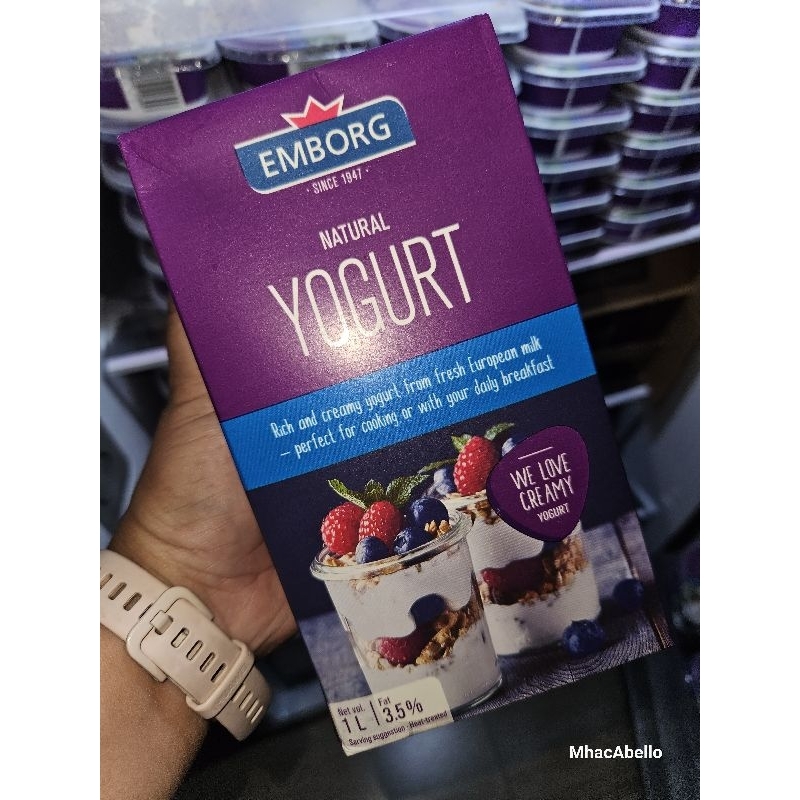 EMBORG
· SINCE 1947 ·
NATURAL
YOGURT
Rich and creamy yogurt from fresh European milk
– perfect for cooking or with your daily breakfast
WE LOVE
CREAMY
YOGURT
Net vol.
1 L
Fat
3.5%
Serving suggestion · Heat-treated
MhacAbello